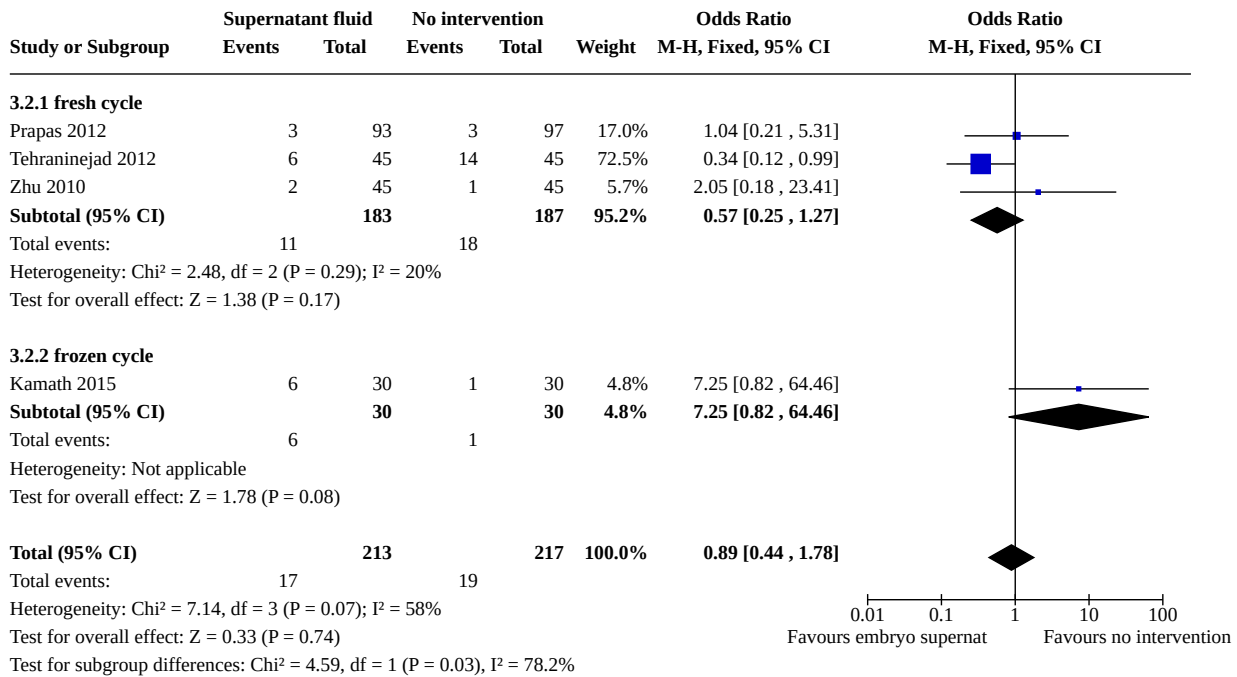 Supernatant fluid No intervention Odds Ratio Odds Ratio
Study or Subgroup Events Total Events Total Weight M-H, Fixed, 95% CI M-H, Fixed, 95% CI
3.2.1 fresh cycle
Prapas 2012 3 93 3 97 17.0% 1.04 [0.21 , 5.31]
Tehraninejad 2012 6 45 14 45 72.5% 0.34 [0.12 , 0.99]
Zhu 2010 2 45 1 45 5.7% 2.05 [0.18 , 23.41]
Subtotal (95% CI) 183 187 95.2% 0.57 [0.25 , 1.27]
Total events: 11 18
Heterogeneity: Chi² = 2.48, df = 2 (P = 0.29); I² = 20%
Test for overall effect: Z = 1.38 (P = 0.17)
3.2.2 frozen cycle
Kamath 2015 6 30 1 30 4.8% 7.25 [0.82 , 64.46]
Subtotal (95% CI) 30 30 4.8% 7.25 [0.82 , 64.46]
Total events: 6 1
Heterogeneity: Not applicable
Test for overall effect: Z = 1.78 (P = 0.08)
Total (95% CI) 213 217 100.0% 0.89 [0.44 , 1.78]
Total events: 17 19
Heterogeneity: Chi² = 7.14, df = 3 (P = 0.07); I² = 58%
0.01 0.1 1 10 100
Test for overall effect: Z = 0.33 (P = 0.74) Favours embryo supernat Favours no intervention
Test for subgroup differences: Chi² = 4.59, df = 1 (P = 0.03), I² = 78.2%